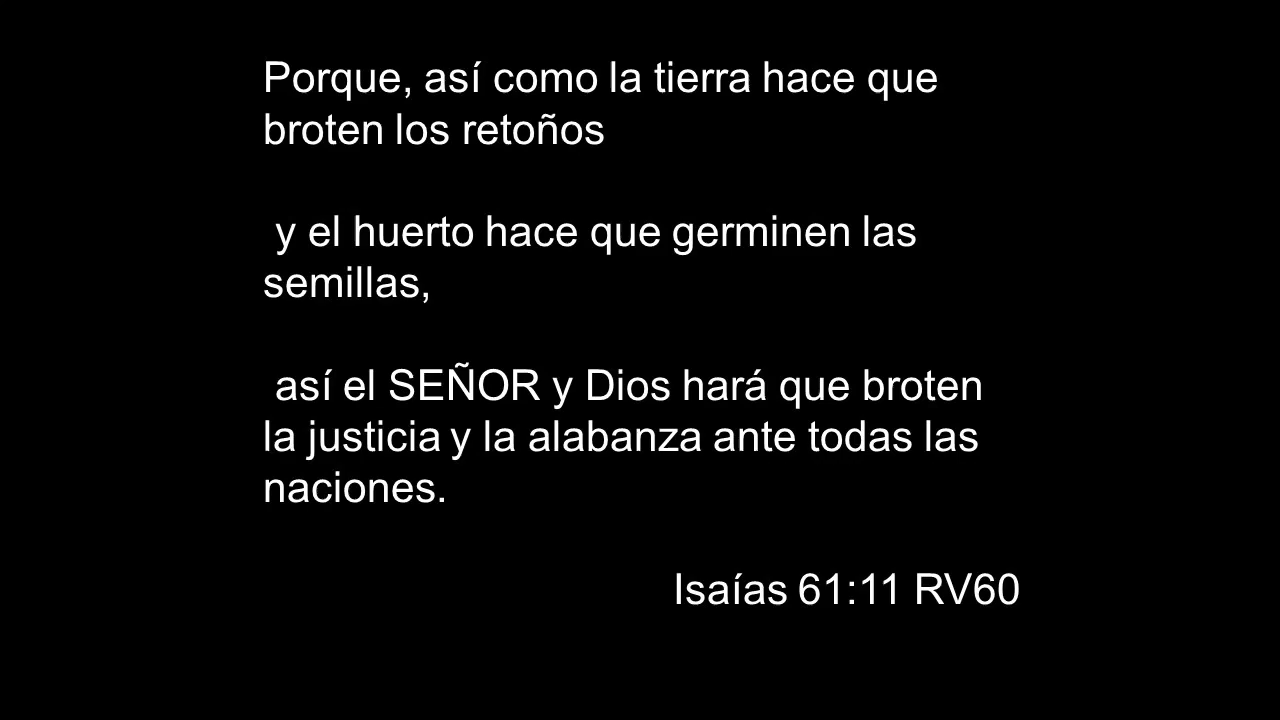 Porque, así como la tierra hace que
broten los retoños
y el huerto hace que germinen las
semillas,
así el SEÑOR y Dios hará que broten
la justicia y la alabanza ante todas las
naciones.
Isaías 61:11 RV60